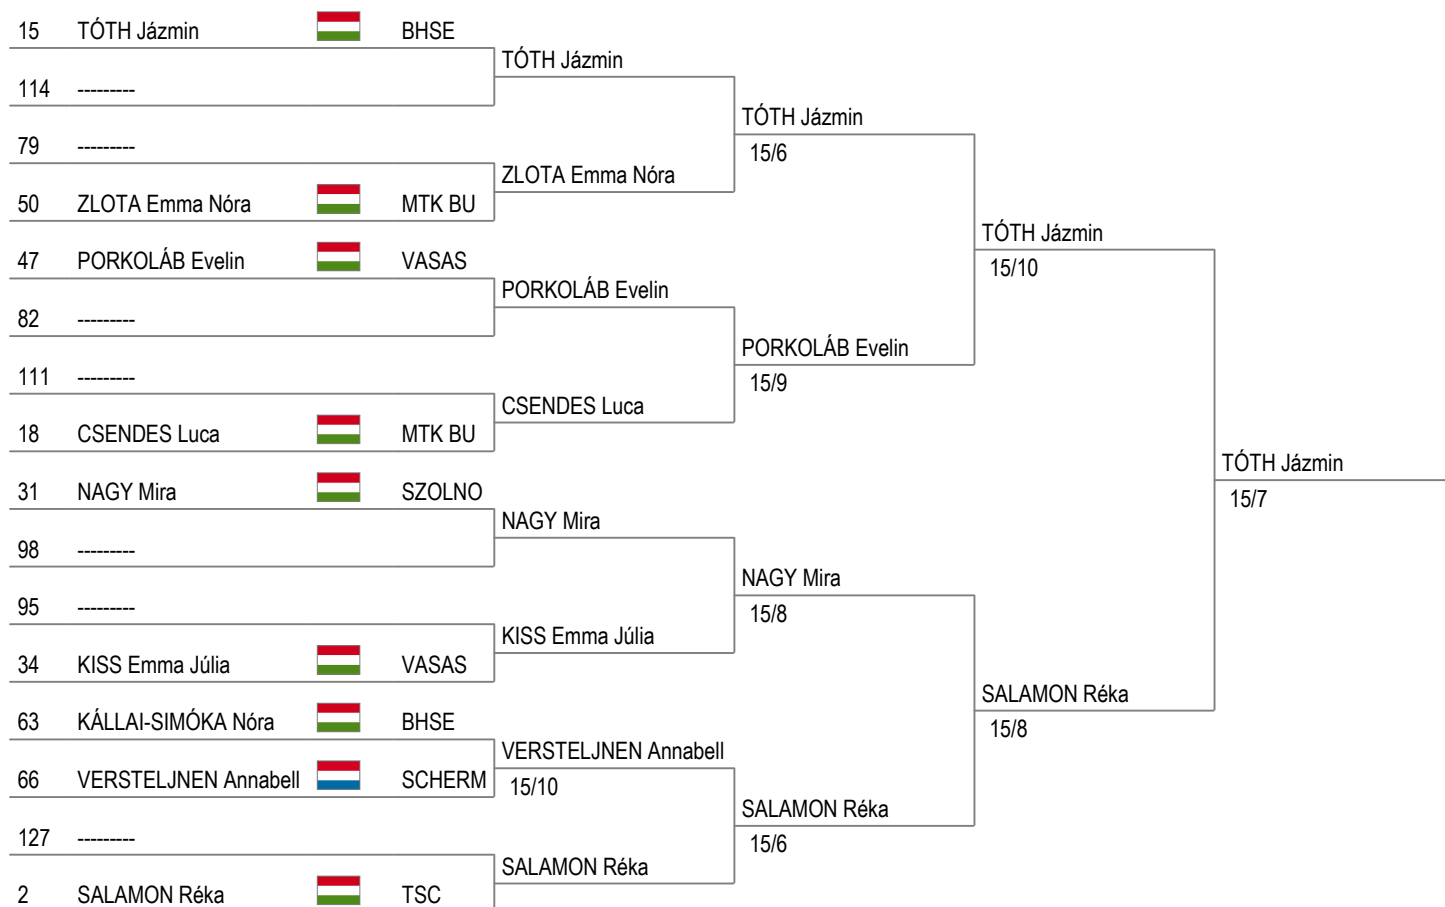 15 TÓTH Jázmin BHSE
TÓTH Jázmin
114 ---------
TÓTH Jázmin
79 ---------
15/6
ZLOTA Emma Nóra
50 ZLOTA Emma Nóra MTK BU
TÓTH Jázmin
47 PORKOLÁB Evelin VASAS
15/10
PORKOLÁB Evelin
82 ---------
PORKOLÁB Evelin
111 ---------
15/9
CSENDES Luca
18 CSENDES Luca MTK BU
TÓTH Jázmin
31 NAGY Mira SZOLNO
15/7
NAGY Mira
98 ---------
NAGY Mira
95 ---------
15/8
KISS Emma Júlia
34 KISS Emma Júlia VASAS
SALAMON Réka
63 KÁLLAI-SIMÓKA Nóra BHSE
15/8
VERSTELJNEN Annabell
66 VERSTELJNEN Annabell SCHERM
15/10
SALAMON Réka
127 ---------
15/6
SALAMON Réka
2 SALAMON Réka TSC